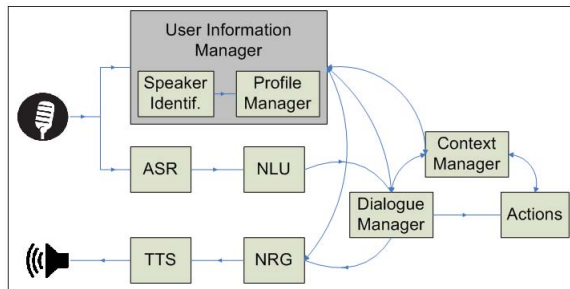 User Information
Manager
Speaker
Identif.
Profile
Manager
ASR
NLU
Context
Manager
Dialogue
Manager
Actions
TTS
NRG